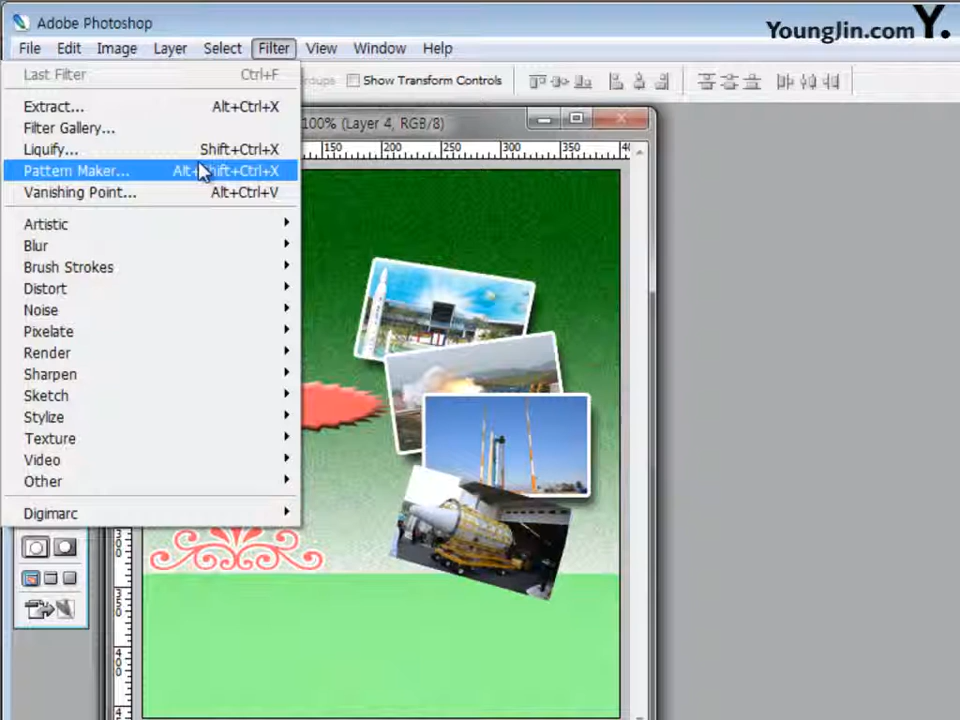 Adobe Photoshop
YoungJin.com Y.
File Edit Image Layer Select Filter View Window Help
Last Filter Ctrl+F
Show Transform Controls
Extract... Alt+Ctrl+X
100% (Layer 4, RGB/8)
Filter Gallery...
Liquify... Shift+Ctrl+X
150 200 250 300 350
Pattern Maker... Alt+Shift+Ctrl+X
Vanishing Point... Alt+Ctrl+V
Artistic
Blur
Brush Strokes
Distort
Noise
Pixelate
Render
Sharpen
Sketch
Stylize
Texture
Video
Other
Digimarc
350
400